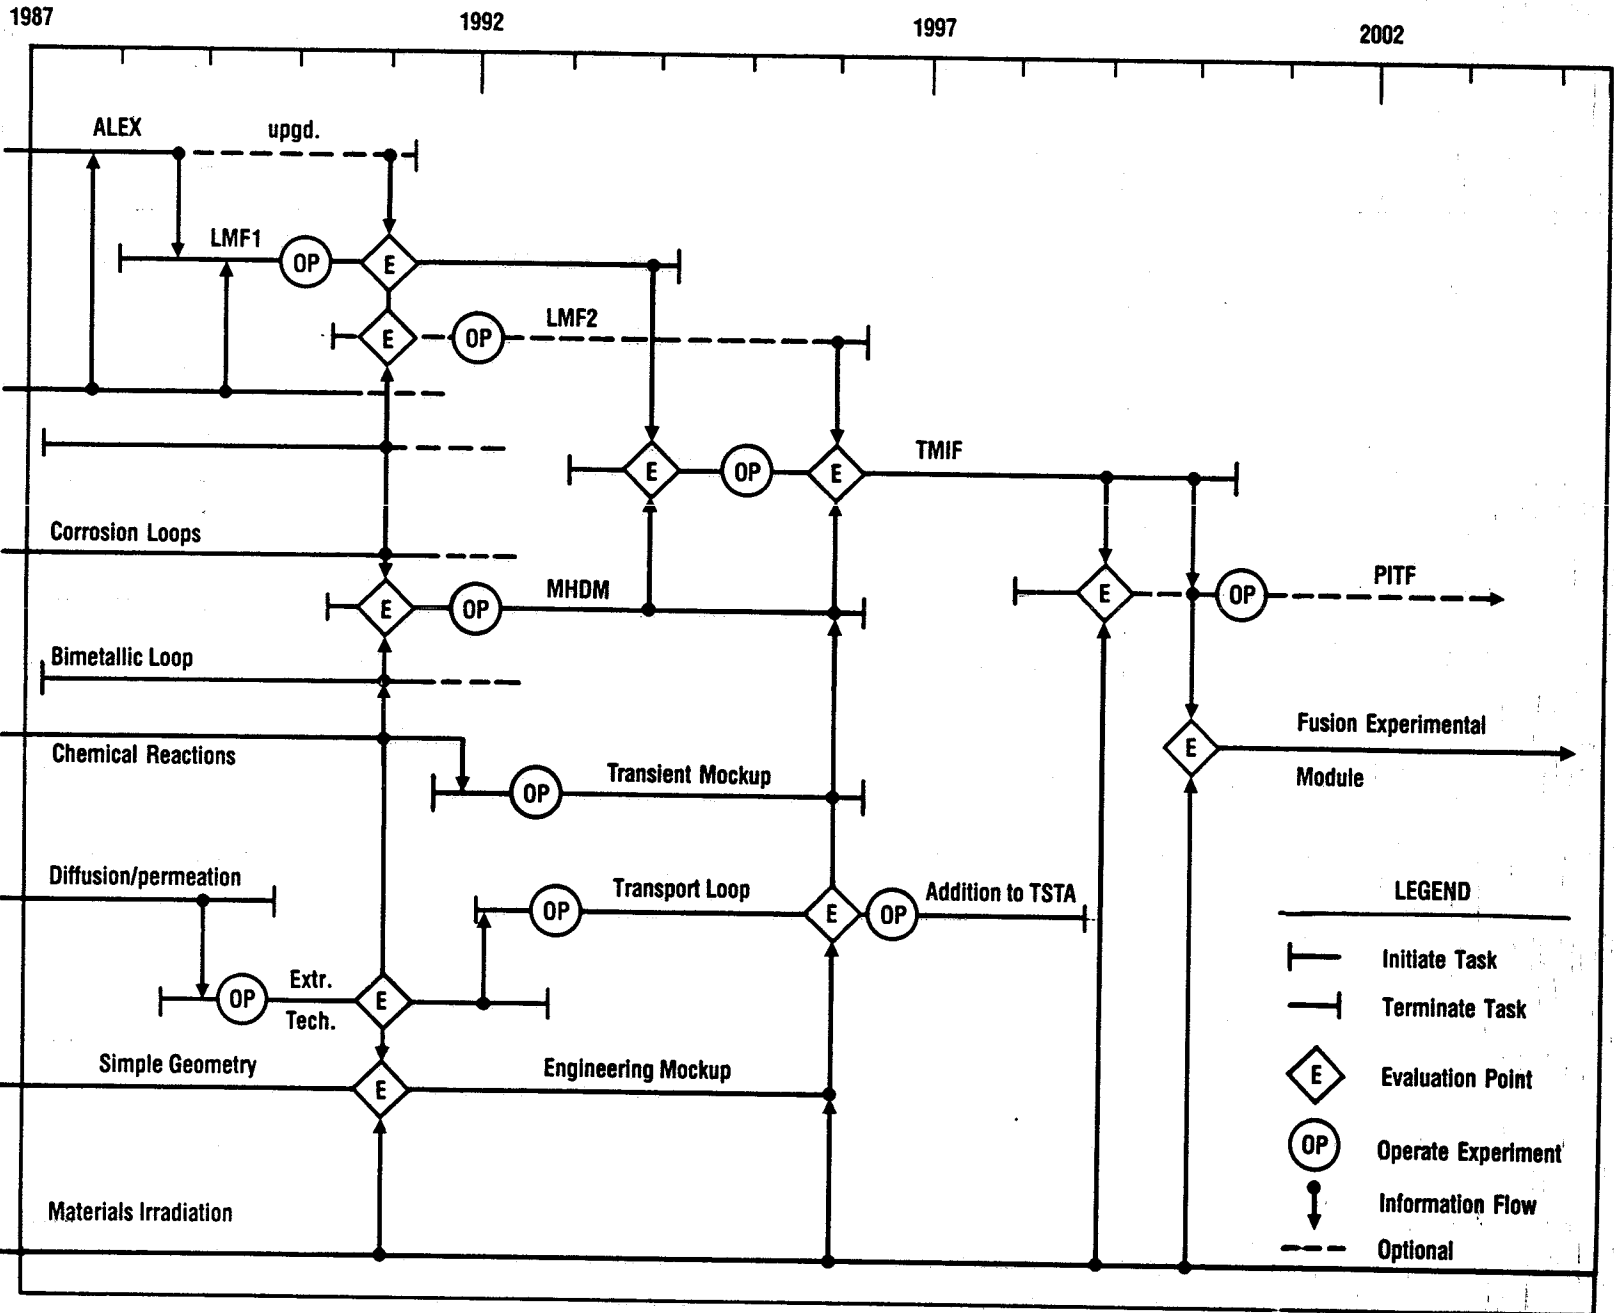 1987
1992
1997
2002
ALEX
upgd.
LMF1
OP
E
E
OP
LMF2
E
OP
E
TMIF
Corrosion Loops
E
OP
MHDM
E
OP
PITF
Bimetallic Loop
Chemical Reactions
OP
Transient Mockup
E
Fusion Experimental
Module
Diffusion/permeation
OP
Transport Loop
E
OP
Addition to TSTA
OP
Extr.
Tech.
E
Simple Geometry
E
Engineering Mockup
Materials Irradiation
LEGEND
Initiate Task
Terminate Task
E
Evaluation Point
OP
Operate Experiment
Information Flow
Optional